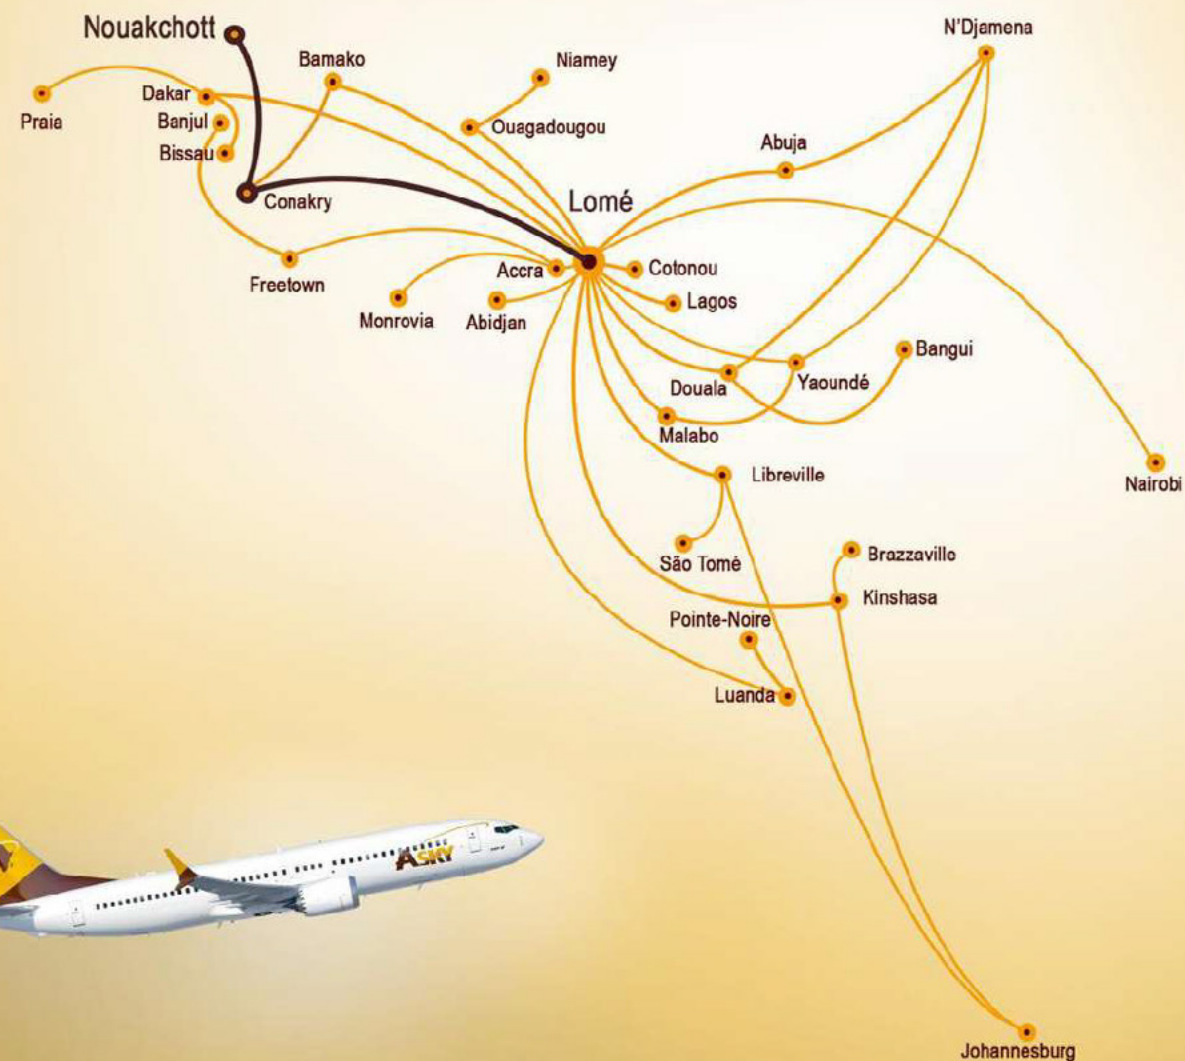 Nouakchott
N'Djamena
Bamako
Niamey
Dakar
Praia
Banjul
Ouagadougou
Bissau
Abuja
Conakry
Lomé
Freetown
Accra
Cotonou
Monrovia
Abidjan
Lagos
Bangui
Douala
Yaoundé
Malabo
Libreville
Nairobi
São Tomé
Brazzaville
Kinshasa
Pointe-Noire
Luanda
ASKY
Johannesburg